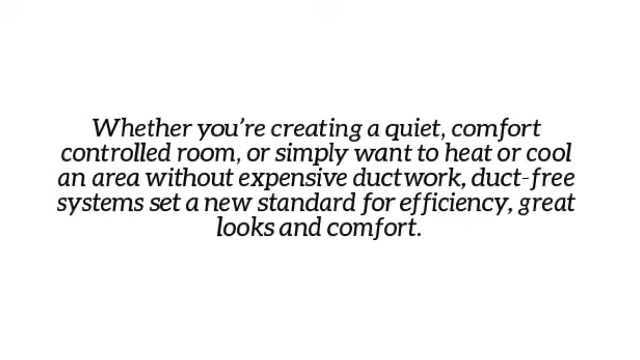 Whether you're creating a quiet, comfort
controlled room, or simply want to heat or cool
an area without expensive ductwork, duct-free
systems set a new standard for efficiency, great
looks and comfort.